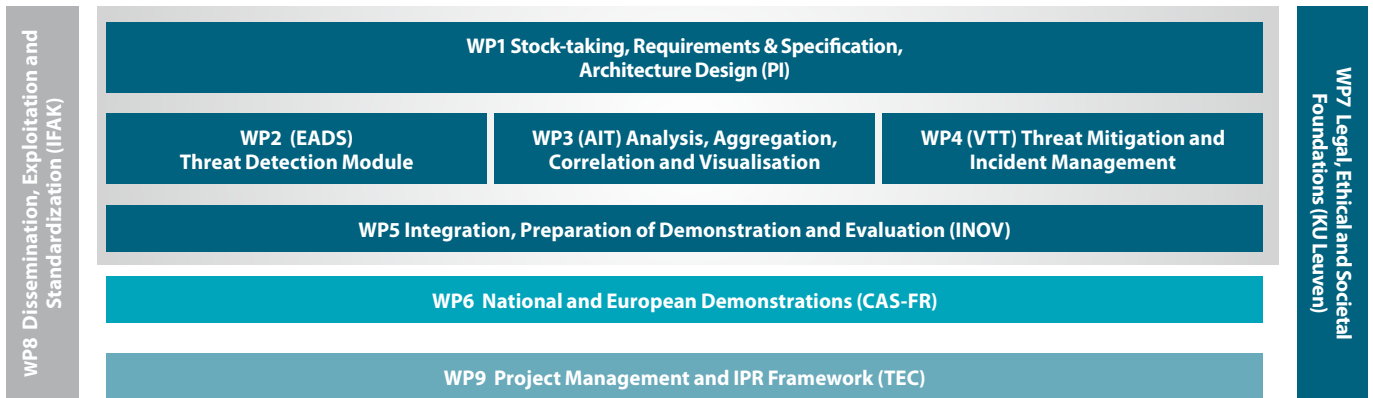 WP8 Dissemination, Exploitation and
Standardization (IFAK)
WP1 Stock-taking, Requirements & Specification,
Architecture Design (PI)
WP2 (EADS)
Threat Detection Module
WP3 (AIT) Analysis, Aggregation,
Correlation and Visualisation
WP4 (VTT) Threat Mitigation and
Incident Management
WP5 Integration, Preparation of Demonstration and Evaluation (INOV)
WP6 National and European Demonstrations (CAS-FR)
WP9 Project Management and IPR Framework (TEC)
WP7 Legal, Ethical and Societal
Foundations (KU Leuven)